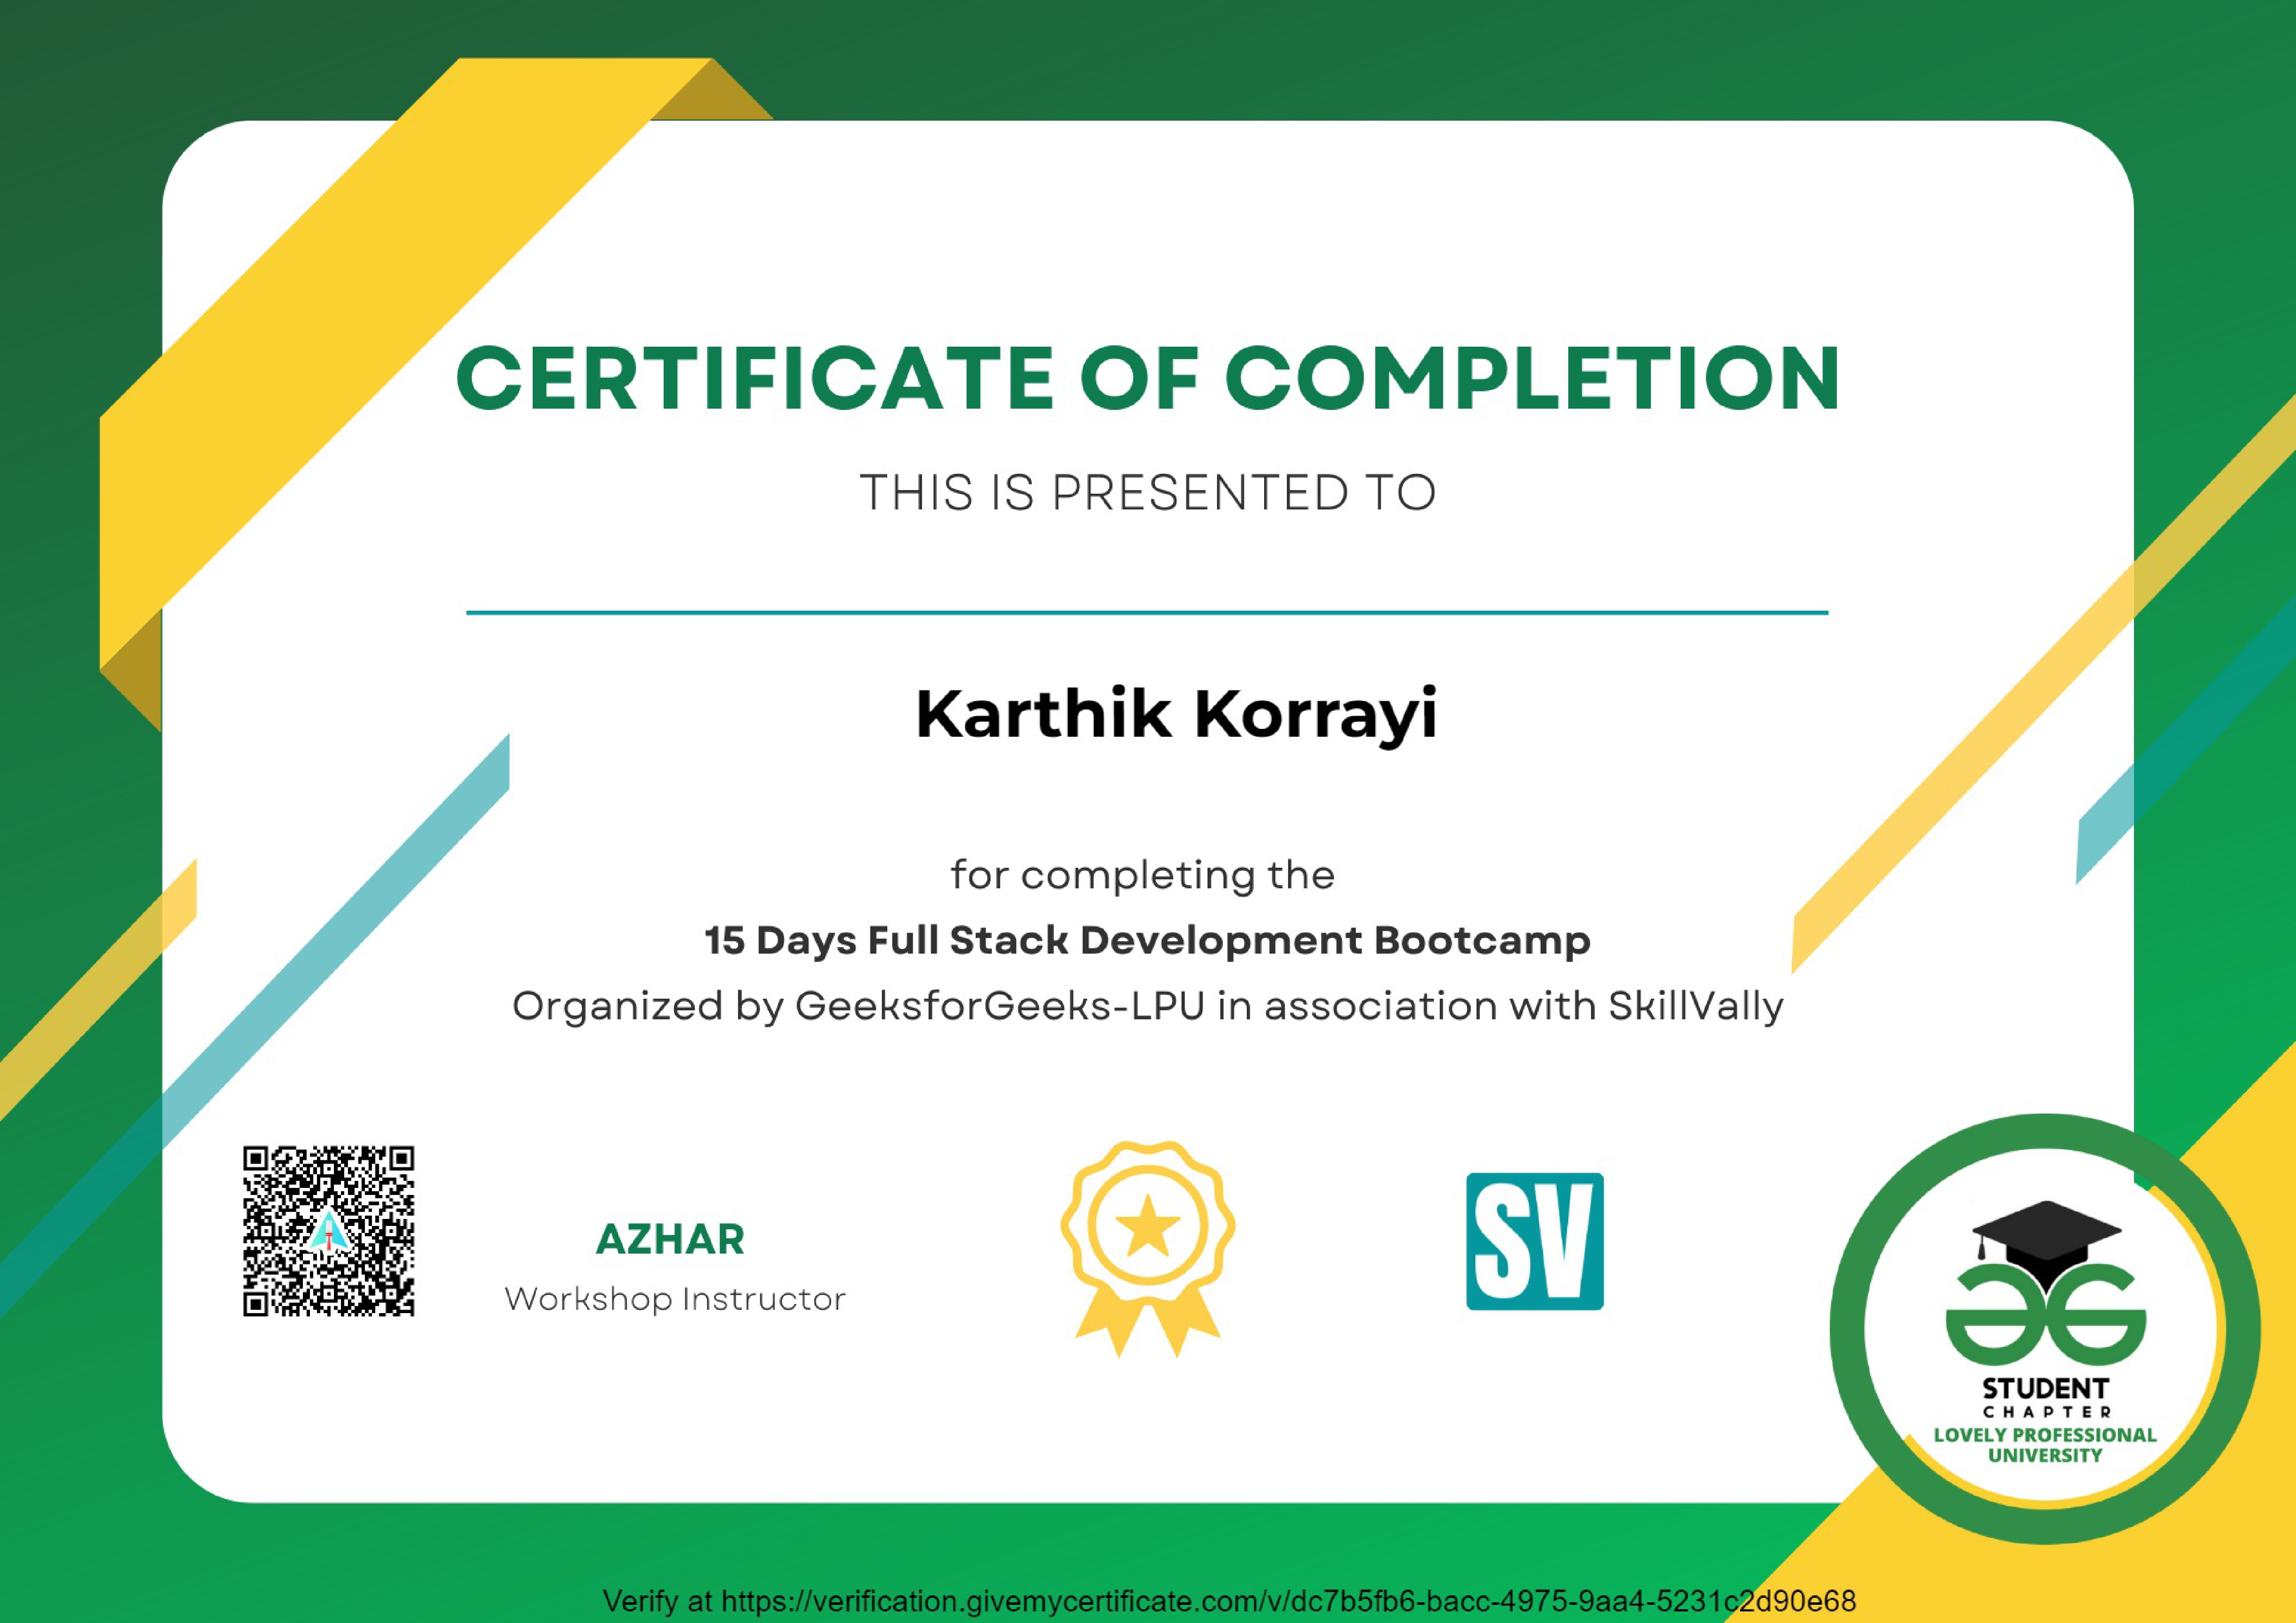 CERTIFICATE OF COMPLETION
THIS IS PRESENTED TO
Karthik Korrayi
for completing the
15 Days Full Stack Development Bootcamp
Organized by GeeksforGeeks-LPU in association with SkillVally
AZHAR
Workshop Instructor
SV
STUDENT
CHAPTER
LOVELY PROFESSIONAL
UNIVERSITY
Verify at https://verification.givemycertificate.com/v/dc7b5fb6-bacc-4975-9aa4-5231c2d90e68